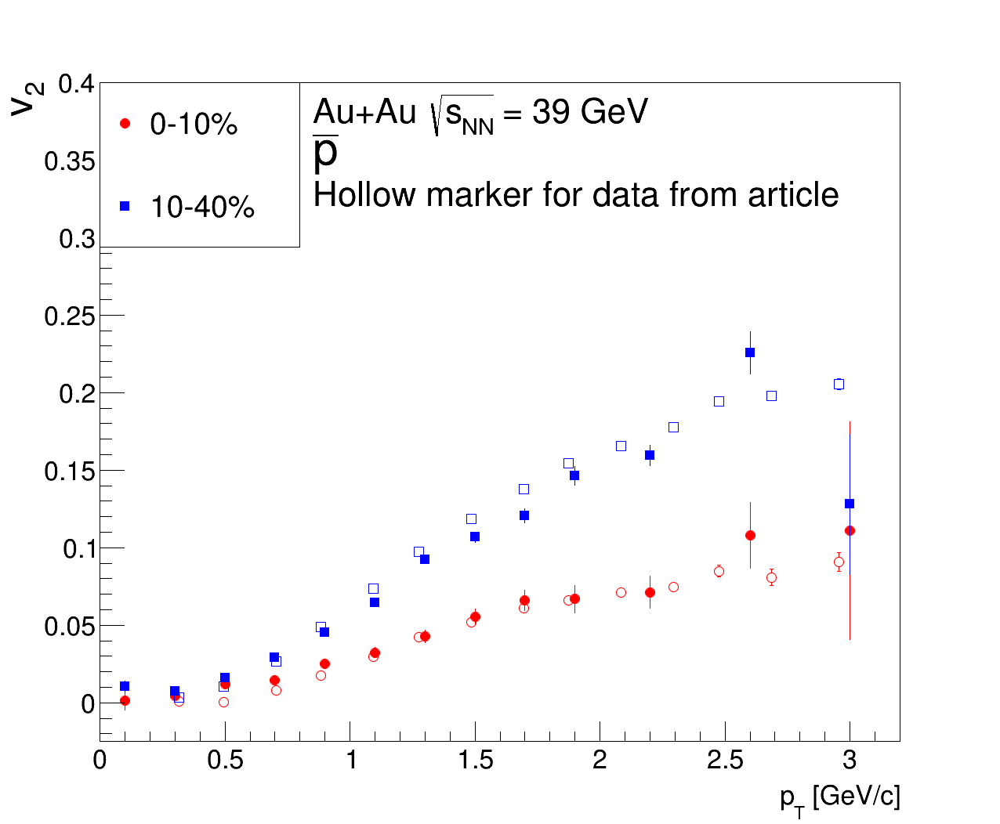 v2
0.4
0.35
0.3
0.25
0.2
0.15
0.1
0.05
0
0-10%
10-40%
Au+Au √sNN = 39 GeV
p̅
Hollow marker for data from article
0 0.5 1 1.5 2 2.5 3
pT [GeV/c]